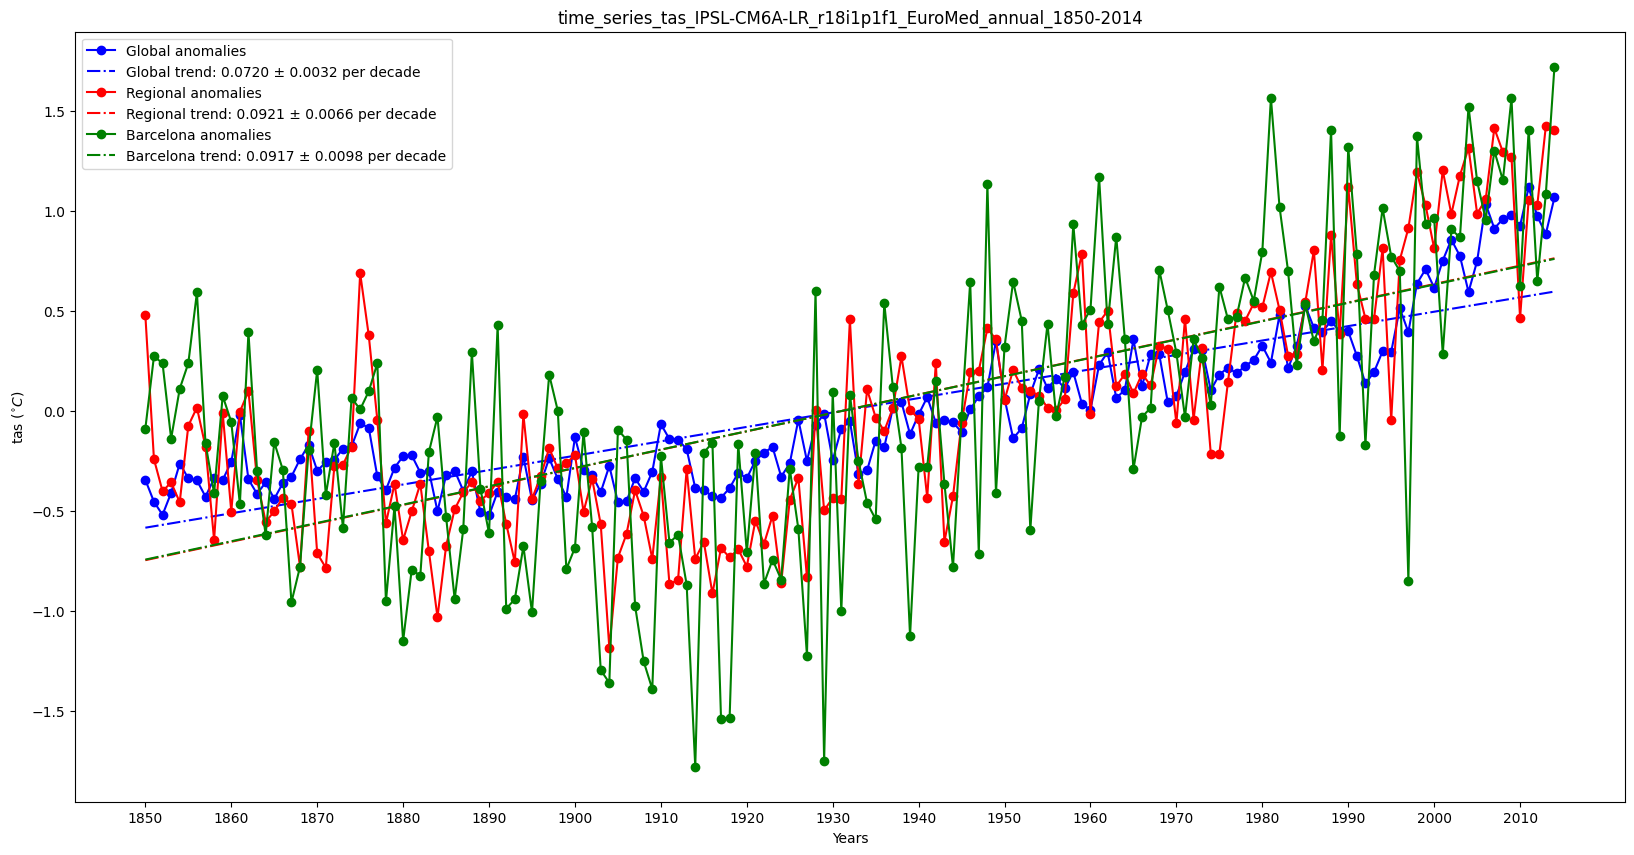 time_series_tas_IPSL-CM6A-LR_r18i1p1f1_EuroMed_annual_1850-2014
Global anomalies
Global trend: 0.0720 ± 0.0032 per decade
Regional anomalies
Regional trend: 0.0921 ± 0.0066 per decade
Barcelona anomalies
Barcelona trend: 0.0917 ± 0.0098 per decade
1.5
1.0
0.5
0.0
−0.5
−1.0
−1.5
tas (°C)
1850 1860 1870 1880 1890 1900 1910 1920 1930 1940 1950 1960 1970 1980 1990 2000 2010
Years